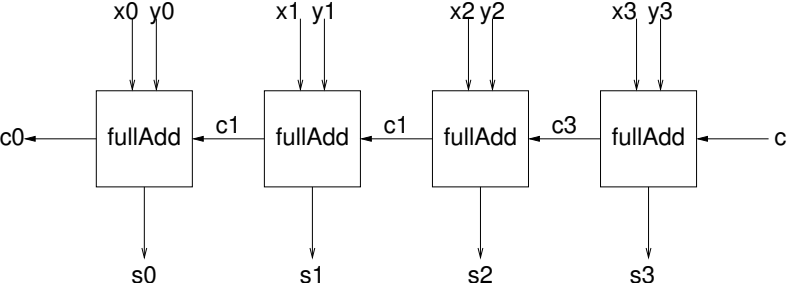 x0 y0 x1 y1 x2 y2 x3 y3
c0 fullAdd c1 fullAdd c1 fullAdd c3 fullAdd c
s0 s1 s2 s3